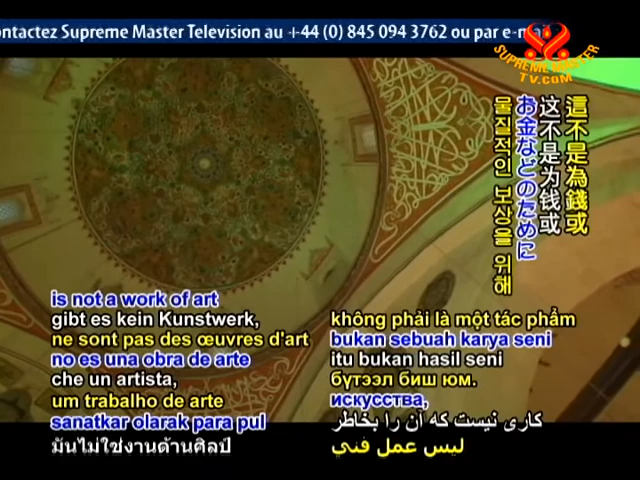 ontactez Supreme Master Television au +44 (0) 845 094 3762 ou par e-mai
SUPREME MASTER
TV.COM
這不是為錢或
这不是为钱或
お金などのために
물질적인 보상을 위해
is not a work of art
gibt es kein Kunstwerk,
ne sont pas des œuvres d'art
no es una obra de arte
che un artista,
um trabalho de arte
sanatkar olarak para pul
มันไม่ใช่งานด้านศิลป์
không phải là một tác phẩm
bukan sebuah karya seni
itu bukan hasil seni
бүтээл биш юм.
искусства,
کاری نیست که آن را بخاطر
ليس عمل فني